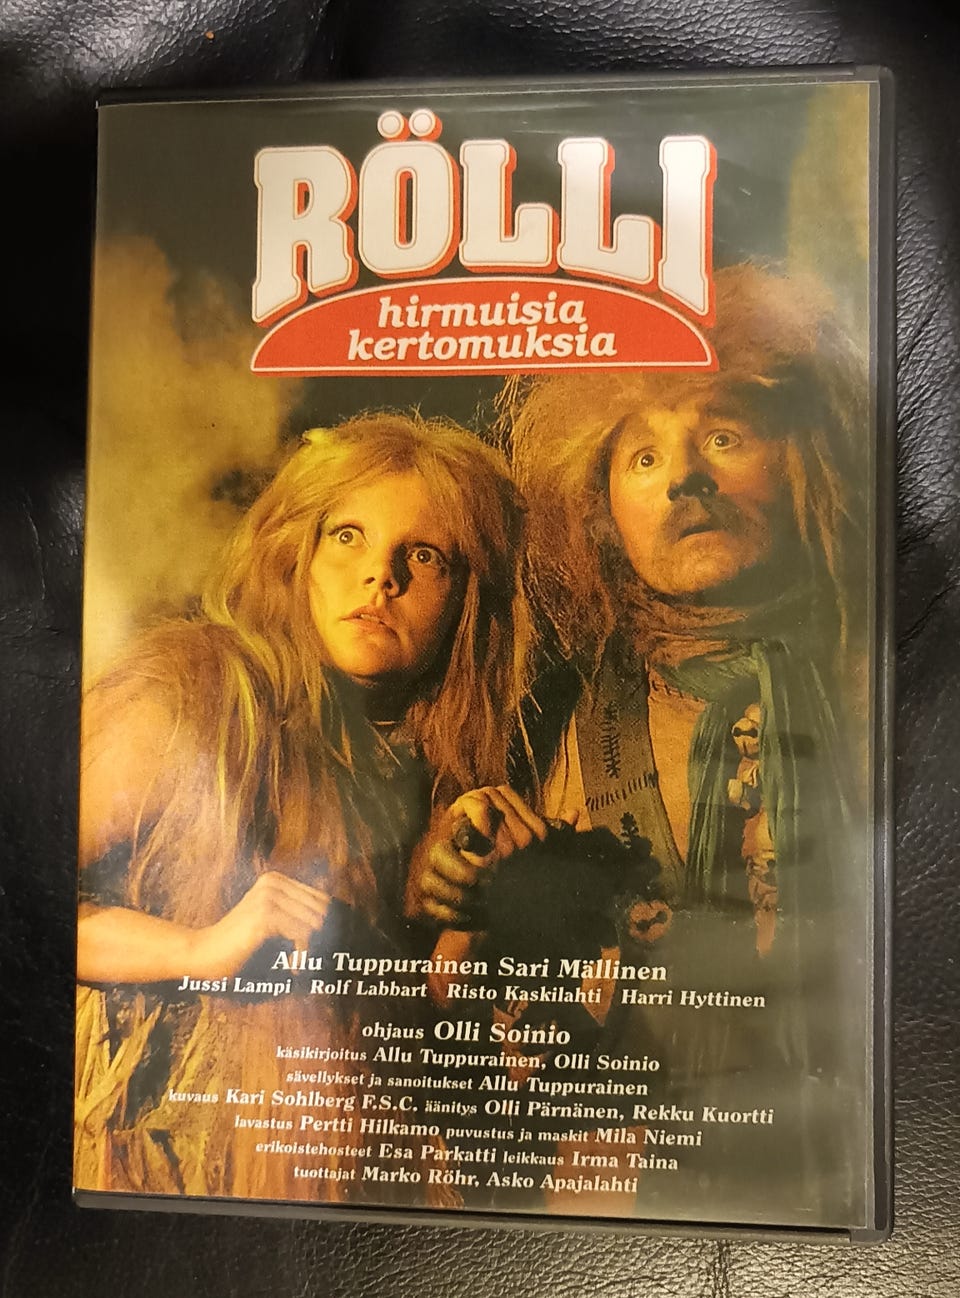 RÖLLI
hirmuisia
kertomuksia
Allu Tuppurainen Sari Mällinen
Jussi Lampi Rolf Labbart Risto Kaskilahti Harri Hyttinen
ohjaus Olli Soinio
käsikirjoitus Allu Tuppurainen, Olli Soinio
sävellykset ja sanoitukset Allu Tuppurainen
kuvaus Kari Sohlberg F.S.C. äänitys Olli Pärnänen, Rekku Kuortti
lavastus Pertti Hilkamo puvustus ja maskit Mila Niemi
erikoistehosteet Esa Parkatti leikkaus Irma Taina
tuottajat Marko Röhr, Asko Apajalahti